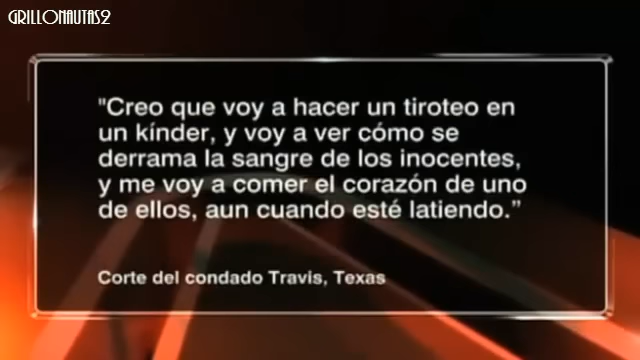 GRILLONAUTAS2
"Creo que voy a hacer un tiroteo en
un kínder, y voy a ver cómo se
derrama la sangre de los inocentes,
y me voy a comer el corazón de uno
de ellos, aun cuando esté latiendo.”
Corte del condado Travis, Texas